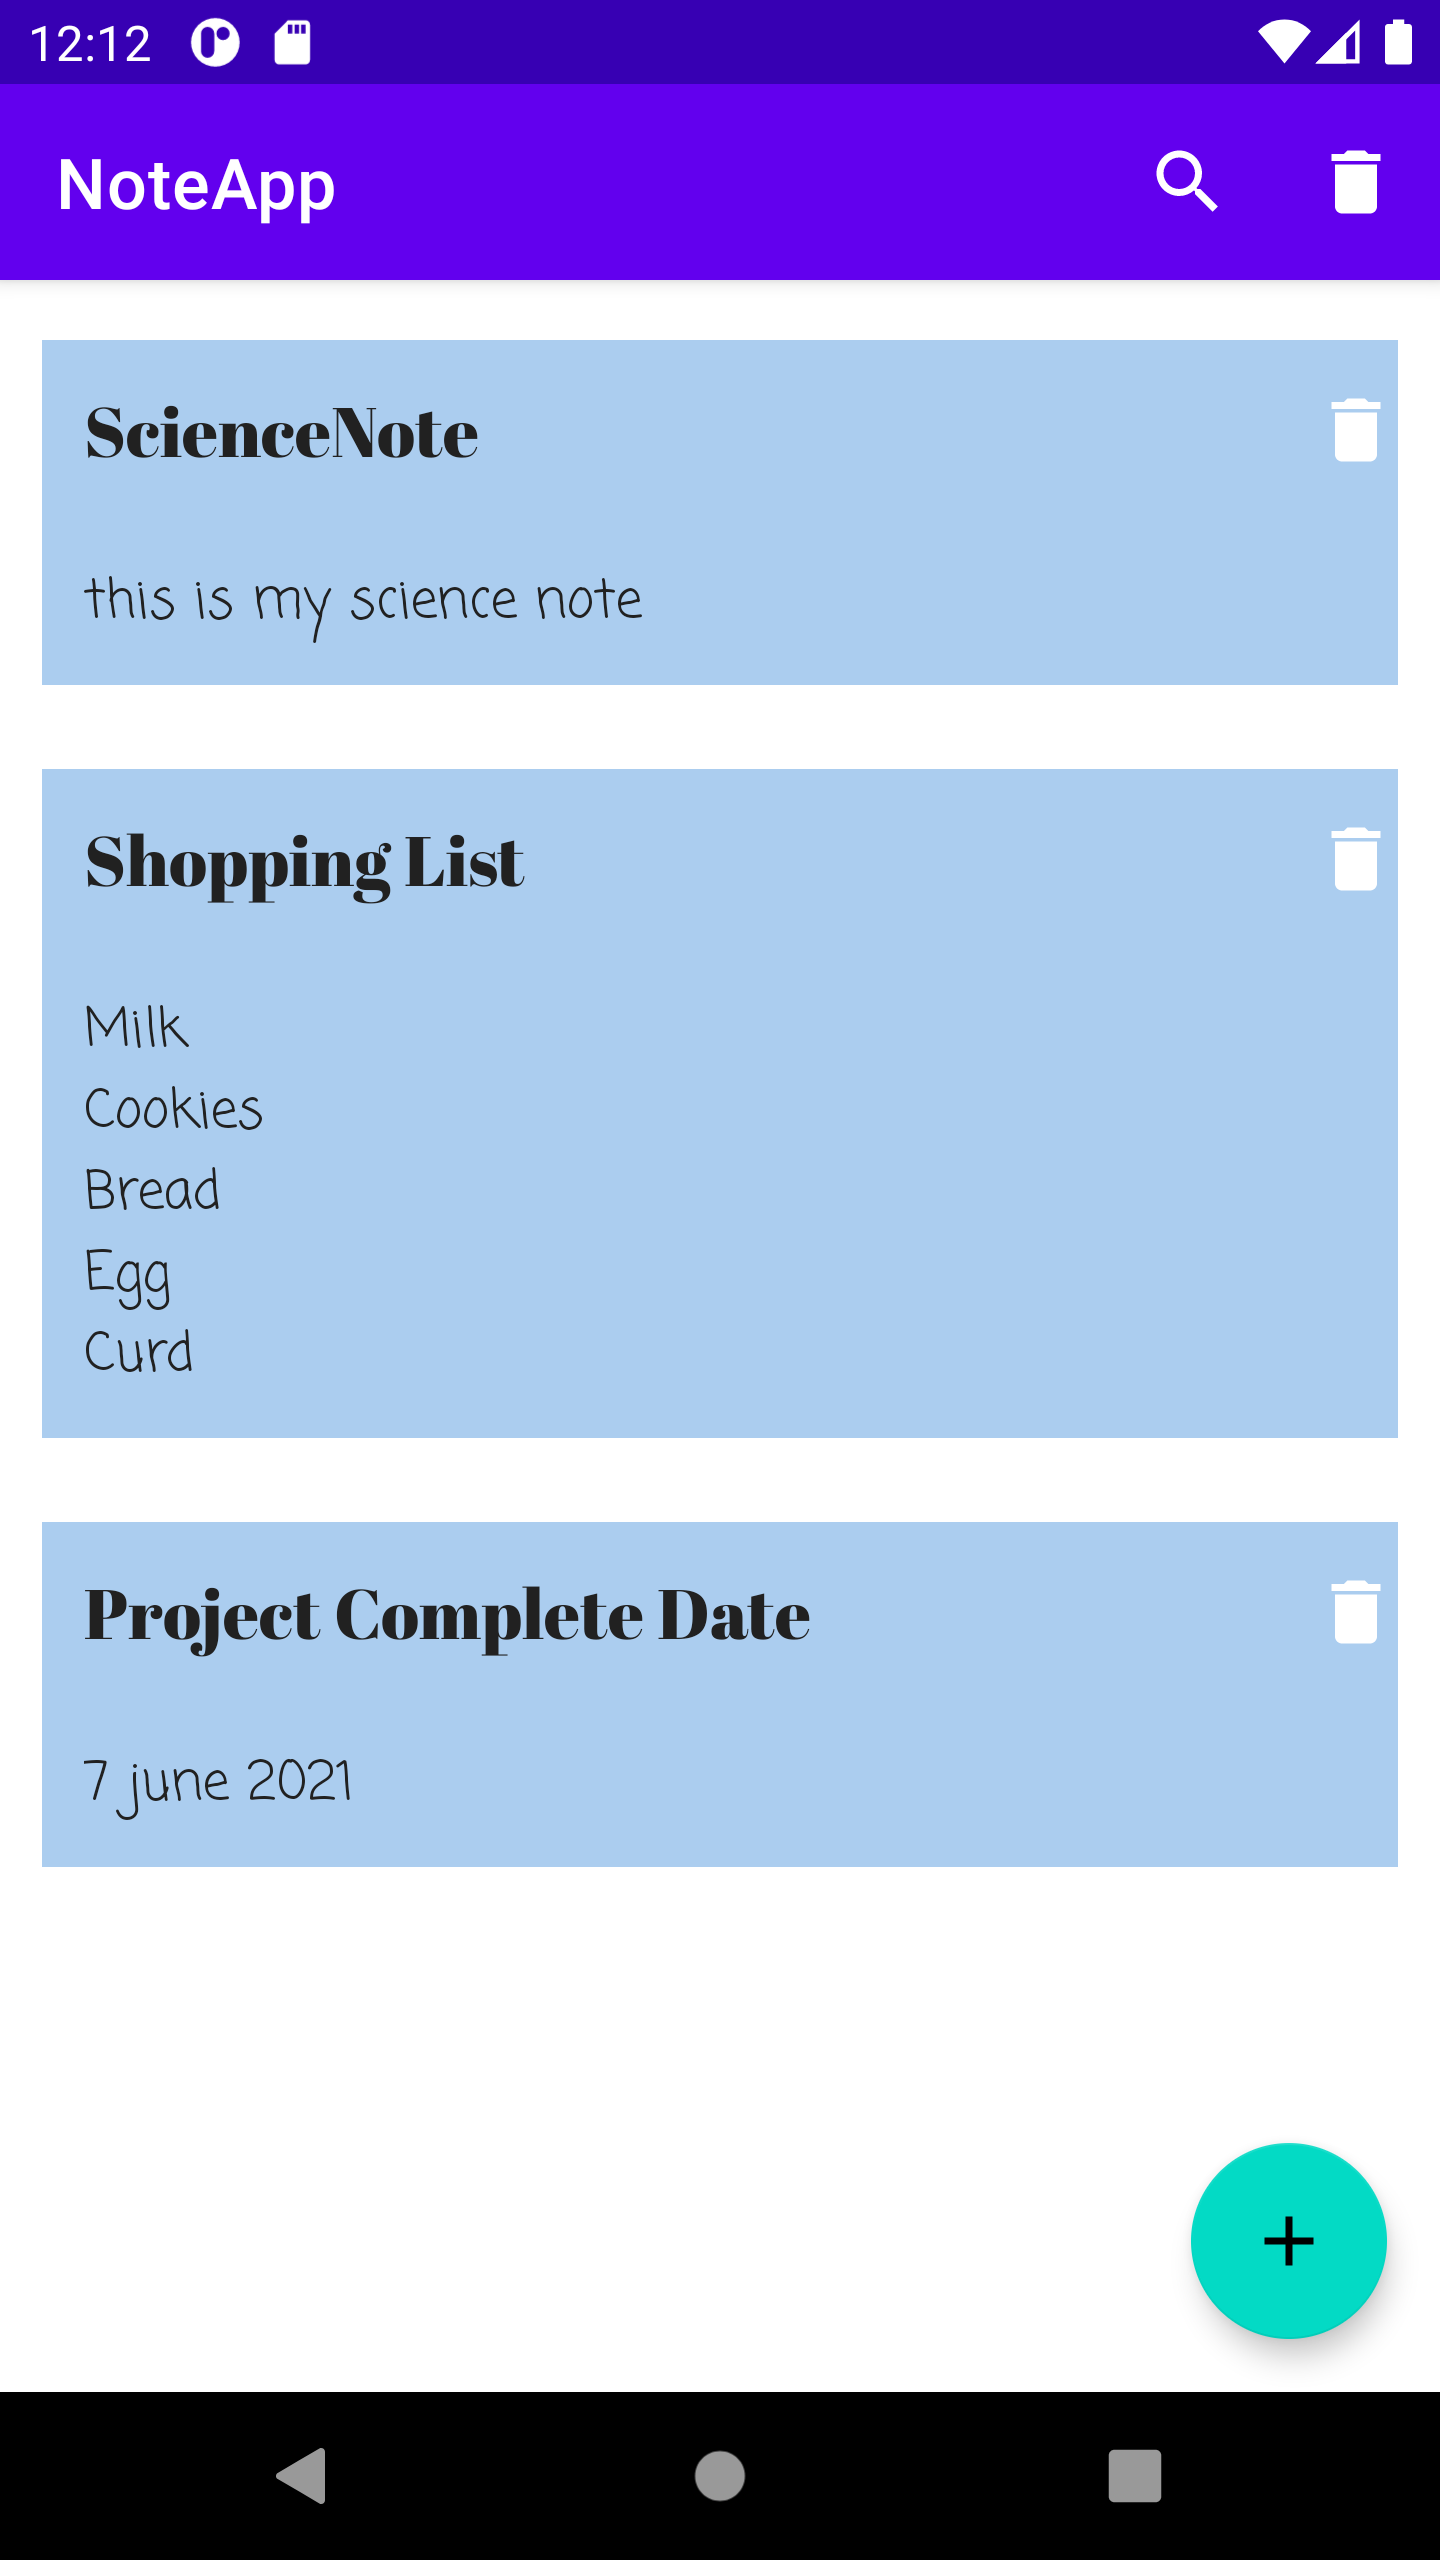 12:12
NoteApp
ScienceNote
this is my science note
Shopping List
Milk
Cookies
Bread
Egg
Curd
Project Complete Date
7 june 2021